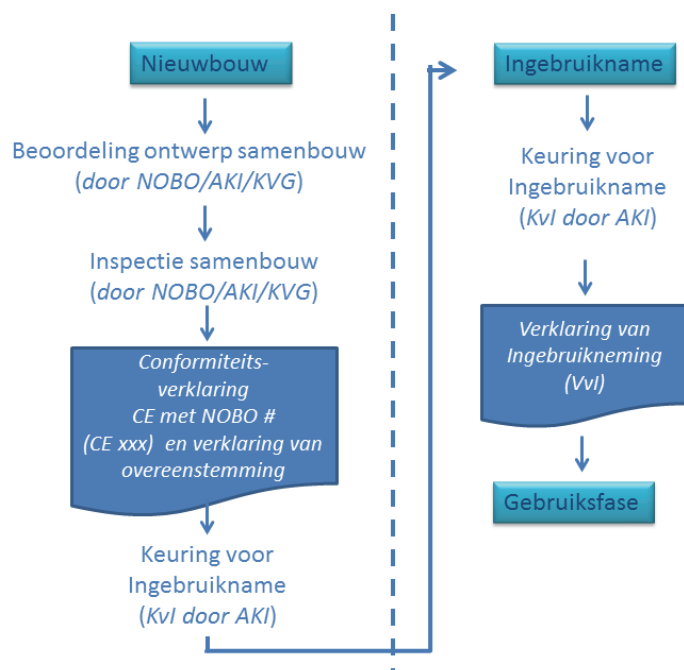 Nieuwbouw
Beoordeling ontwerp samenbouw
(door NOBO/AKI/KVG)
Inspectie samenbouw
(door NOBO/AKI/KVG)
Conformiteits-
verklaring
CE met NOBO #
(CE xxx) en verklaring van
overeenstemming
Keuring voor
Ingebruikname
(KvI door AKI)
Ingebruikname
Keuring voor
Ingebruikname
(KvI door AKI)
Verklaring van
Ingebruikneming
(VvI)
Gebruiksfase